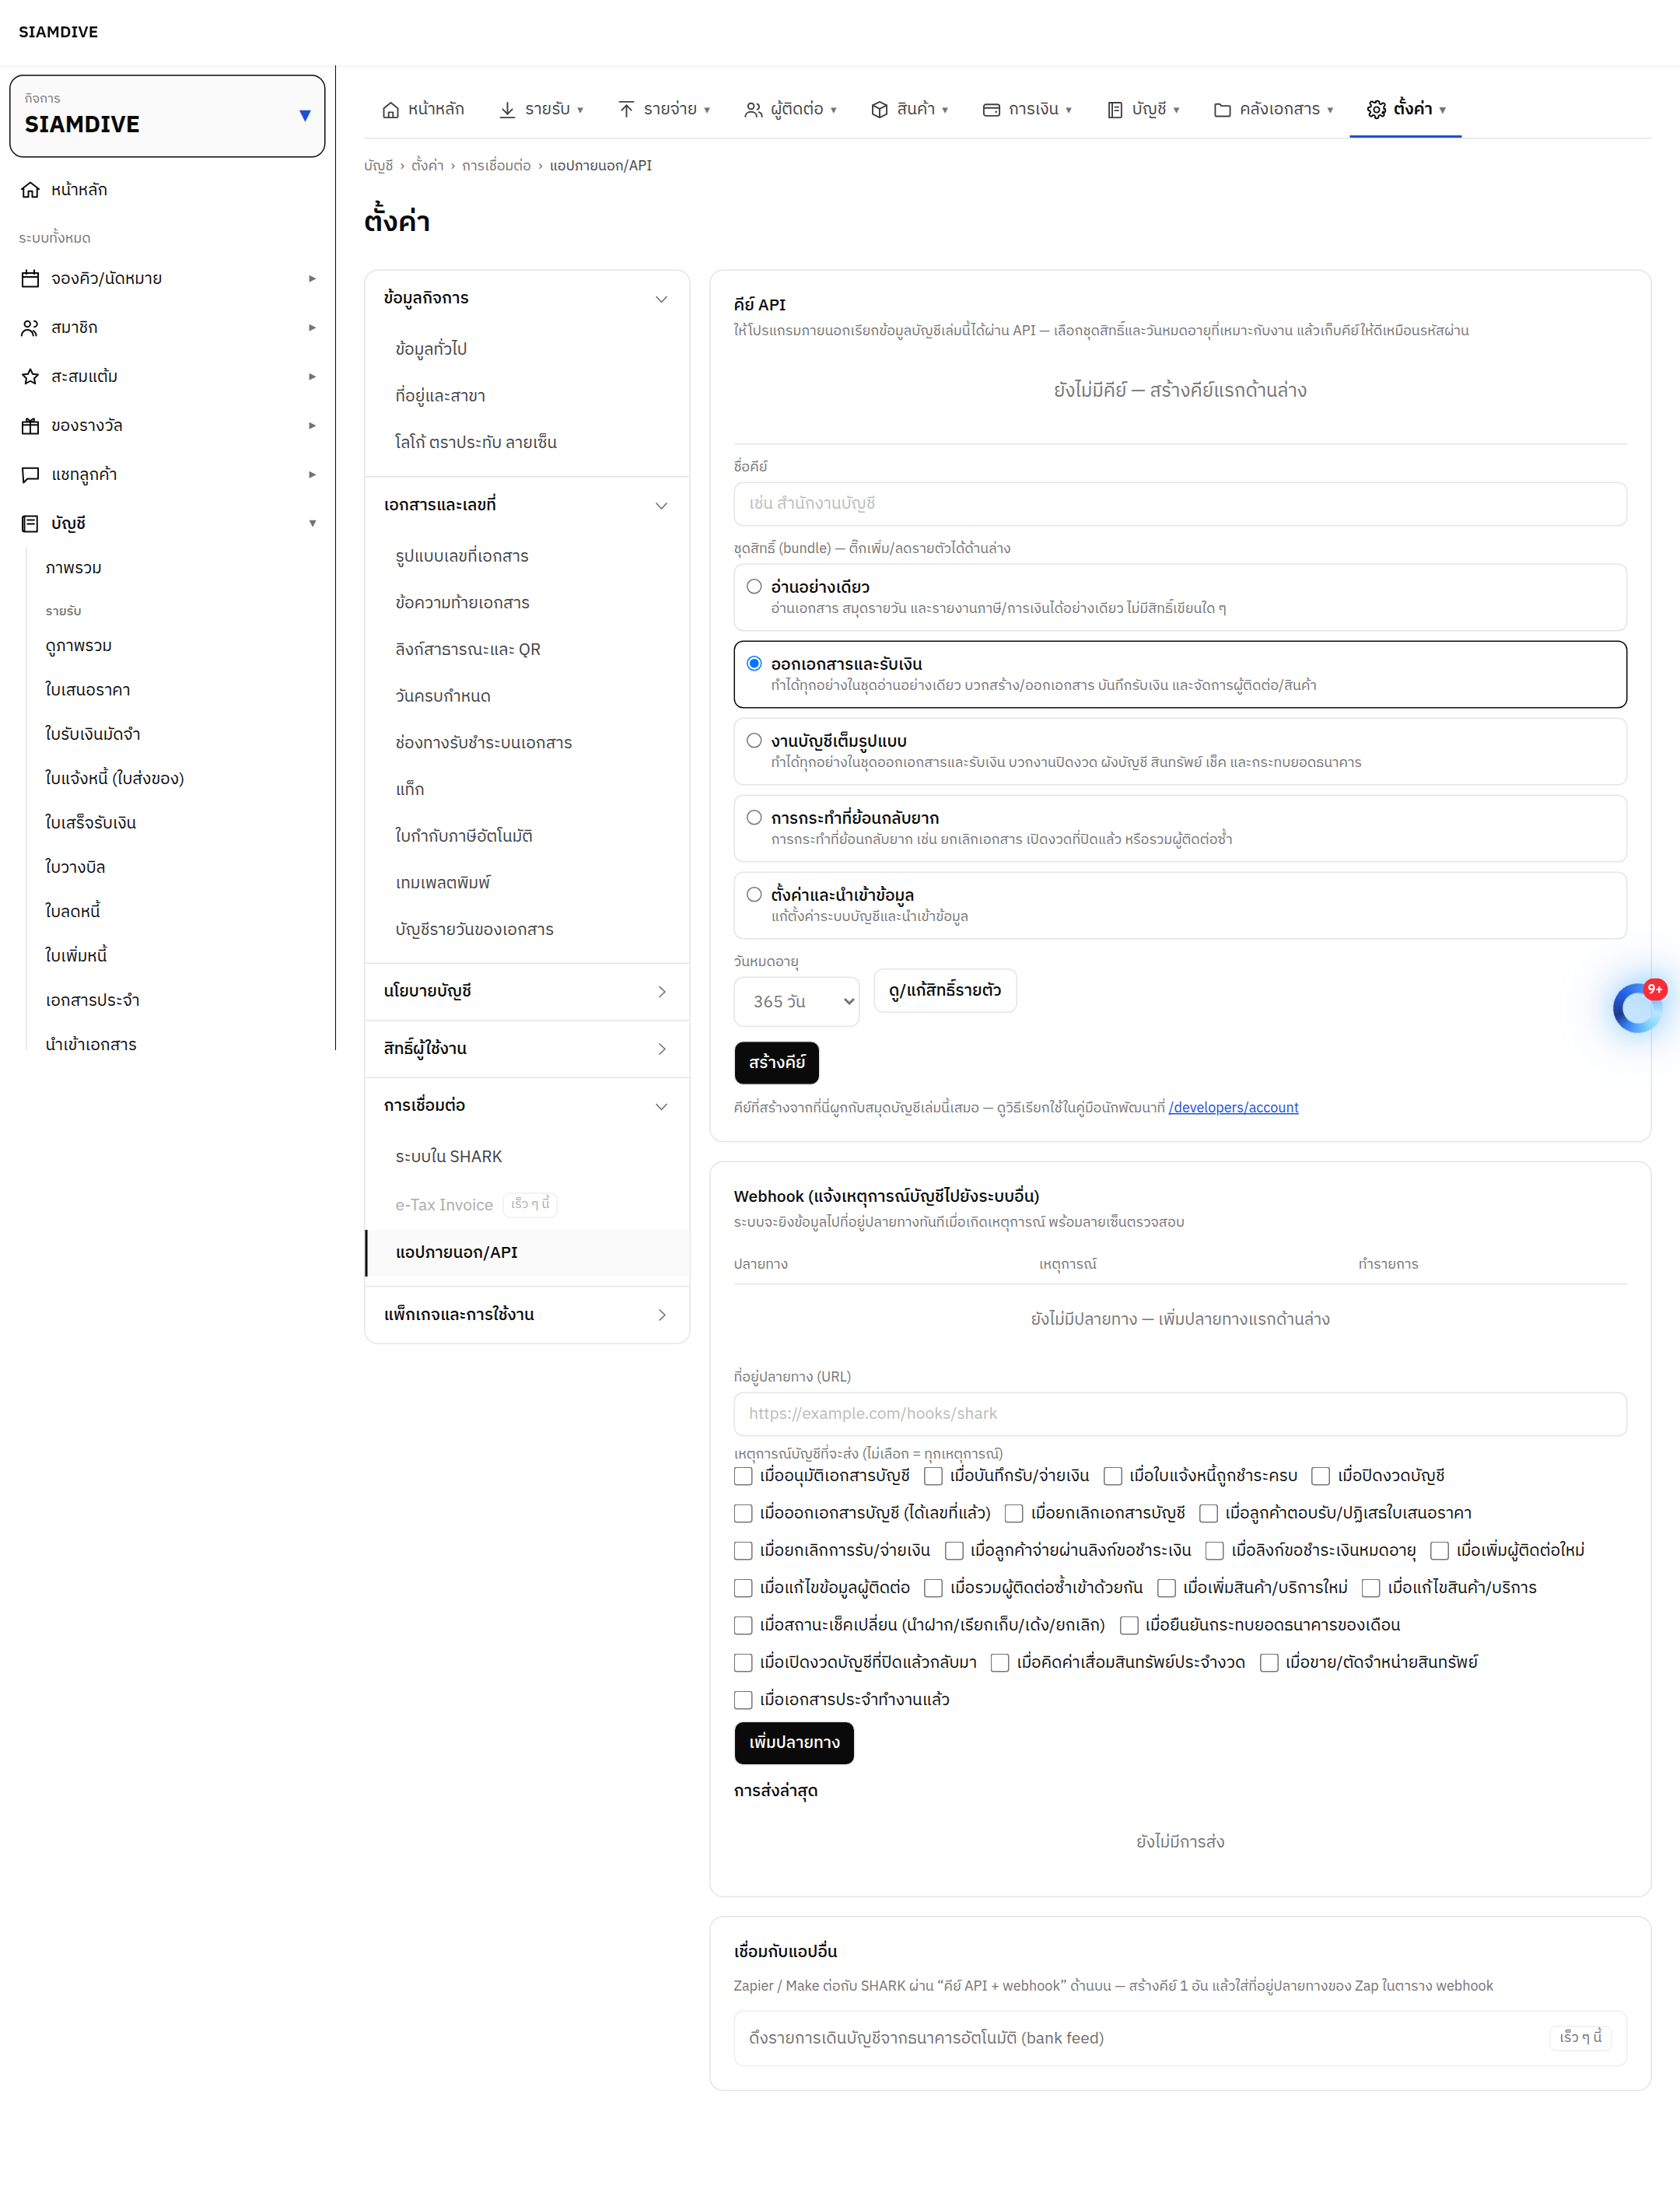 SIAMDIVE
กิจการ
SIAMDIVE
หน้าหลัก
ระบบทั้งหมด
จองคิว/นัดหมาย
สมาชิก
สะสมแต้ม
ของรางวัล
แชทลูกค้า
บัญชี
ภาพรวม
รายรับ
ดูภาพรวม
ใบเสนอราคา
ใบรับเงินมัดจำ
ใบแจ้งหนี้ (ใบส่งของ)
ใบเสร็จรับเงิน
ใบวางบิล
ใบลดหนี้
ใบเพิ่มหนี้
เอกสารประจำ
นำเข้าเอกสาร
หน้าหลัก รายรับ รายจ่าย ผู้ติดต่อ สินค้า การเงิน บัญชี คลังเอกสาร ตั้งค่า
บัญชี › ตั้งค่า › การเชื่อมต่อ › แอปภายนอก/API
ตั้งค่า
ข้อมูลกิจการ
ข้อมูลทั่วไป
ที่อยู่และสาขา
โลโก้ ตราประทับ ลายเซ็น
เอกสารและเลขที่
รูปแบบเลขที่เอกสาร
ข้อความท้ายเอกสาร
ลิงก์สาธารณะและ QR
วันครบกำหนด
ช่องทางรับชำระบนเอกสาร
แท็ก
ใบกำกับภาษีอัตโนมัติ
เทมเพลตพิมพ์
บัญชีรายวันของเอกสาร
นโยบายบัญชี
สิทธิ์ผู้ใช้งาน
การเชื่อมต่อ
ระบบใน SHARK
e-Tax Invoice เร็ว ๆ นี้
แอปภายนอก/API
แพ็กเกจและการใช้งาน
คีย์ API
ให้โปรแกรมภายนอกเรียกข้อมูลบัญชีเล่มนี้ได้ผ่าน API — เลือกชุดสิทธิ์และวันหมดอายุที่เหมาะกับงาน แล้วเก็บคีย์ให้ดีเหมือนรหัสผ่าน
ยังไม่มีคีย์ — สร้างคีย์แรกด้านล่าง
ชื่อคีย์
เช่น สำนักงานบัญชี
ชุดสิทธิ์ (bundle) — ติ๊กเพิ่ม/ลดรายตัวได้ด้านล่าง
อ่านอย่างเดียว
อ่านเอกสาร สมุดรายวัน และรายงานภาษี/การเงินได้อย่างเดียว ไม่มีสิทธิ์เขียนใด ๆ
ออกเอกสารและรับเงิน
ทำได้ทุกอย่างในชุดอ่านอย่างเดียว บวกสร้าง/ออกเอกสาร บันทึกรับเงิน และจัดการผู้ติดต่อ/สินค้า
งานบัญชีเต็มรูปแบบ
ทำได้ทุกอย่างในชุดออกเอกสารและรับเงิน บวกงานปิดงวด ผังบัญชี สินทรัพย์ เช็ค และกระทบยอดธนาคาร
การกระทำที่ย้อนกลับยาก
การกระทำที่ย้อนกลับยาก เช่น ยกเลิกเอกสาร เปิดงวดที่ปิดแล้ว หรือรวมผู้ติดต่อซ้ำ
ตั้งค่าและนำเข้าข้อมูล
แก้ตั้งค่าระบบบัญชีและนำเข้าข้อมูล
วันหมดอายุ
365 วัน ดู/แก้สิทธิ์รายตัว
9+
สร้างคีย์
คีย์ที่สร้างจากที่นี่ผูกกับสมุดบัญชีเล่มนี้เสมอ — ดูวิธีเรียกใช้ในคู่มือนักพัฒนาที่ /developers/account
Webhook (แจ้งเหตุการณ์บัญชีไปยังระบบอื่น)
ระบบจะยิงข้อมูลไปที่อยู่ปลายทางทันทีเมื่อเกิดเหตุการณ์ พร้อมลายเซ็นตรวจสอบ
ปลายทาง เหตุการณ์ ทำรายการ
ยังไม่มีปลายทาง — เพิ่มปลายทางแรกด้านล่าง
ที่อยู่ปลายทาง (URL)
https://example.com/hooks/shark
เหตุการณ์บัญชีที่จะส่ง (ไม่เลือก = ทุกเหตุการณ์)
เมื่ออนุมัติเอกสารบัญชี เมื่อบันทึกรับ/จ่ายเงิน เมื่อใบแจ้งหนี้ถูกชำระครบ เมื่อปิดงวดบัญชี
เมื่อออกเอกสารบัญชี (ได้เลขที่แล้ว) เมื่อยกเลิกเอกสารบัญชี เมื่อลูกค้าตอบรับ/ปฏิเสธใบเสนอราคา
เมื่อยกเลิกการรับ/จ่ายเงิน เมื่อลูกค้าจ่ายผ่านลิงก์ขอชำระเงิน เมื่อลิงก์ขอชำระเงินหมดอายุ เมื่อเพิ่มผู้ติดต่อใหม่
เมื่อแก้ไขข้อมูลผู้ติดต่อ เมื่อรวมผู้ติดต่อซ้ำเข้าด้วยกัน เมื่อเพิ่มสินค้า/บริการใหม่ เมื่อแก้ไขสินค้า/บริการ
เมื่อสถานะเช็คเปลี่ยน (นำฝาก/เรียกเก็บ/เด้ง/ยกเลิก) เมื่อยืนยันกระทบยอดธนาคารของเดือน
เมื่อเปิดงวดบัญชีที่ปิดแล้วกลับมา เมื่อคิดค่าเสื่อมสินทรัพย์ประจำงวด เมื่อขาย/ตัดจำหน่ายสินทรัพย์
เมื่อเอกสารประจำทำงานแล้ว
เพิ่มปลายทาง
การส่งล่าสุด
ยังไม่มีการส่ง
เชื่อมกับแอปอื่น
Zapier / Make ต่อกับ SHARK ผ่าน “คีย์ API + webhook” ด้านบน — สร้างคีย์ 1 อัน แล้วใส่ที่อยู่ปลายทางของ Zap ในตาราง webhook
ดึงรายการเดินบัญชีจากธนาคารอัตโนมัติ (bank feed) เร็ว ๆ นี้